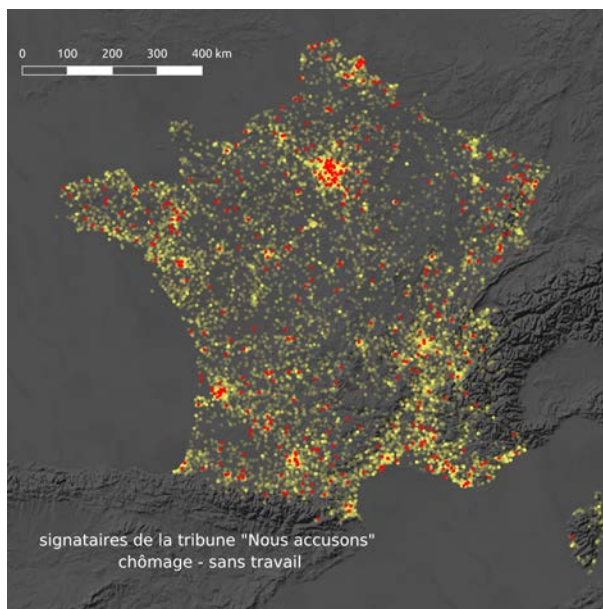 0 100 200 300 400 km
signataires de la tribune "Nous accusons"
chômage - sans travail